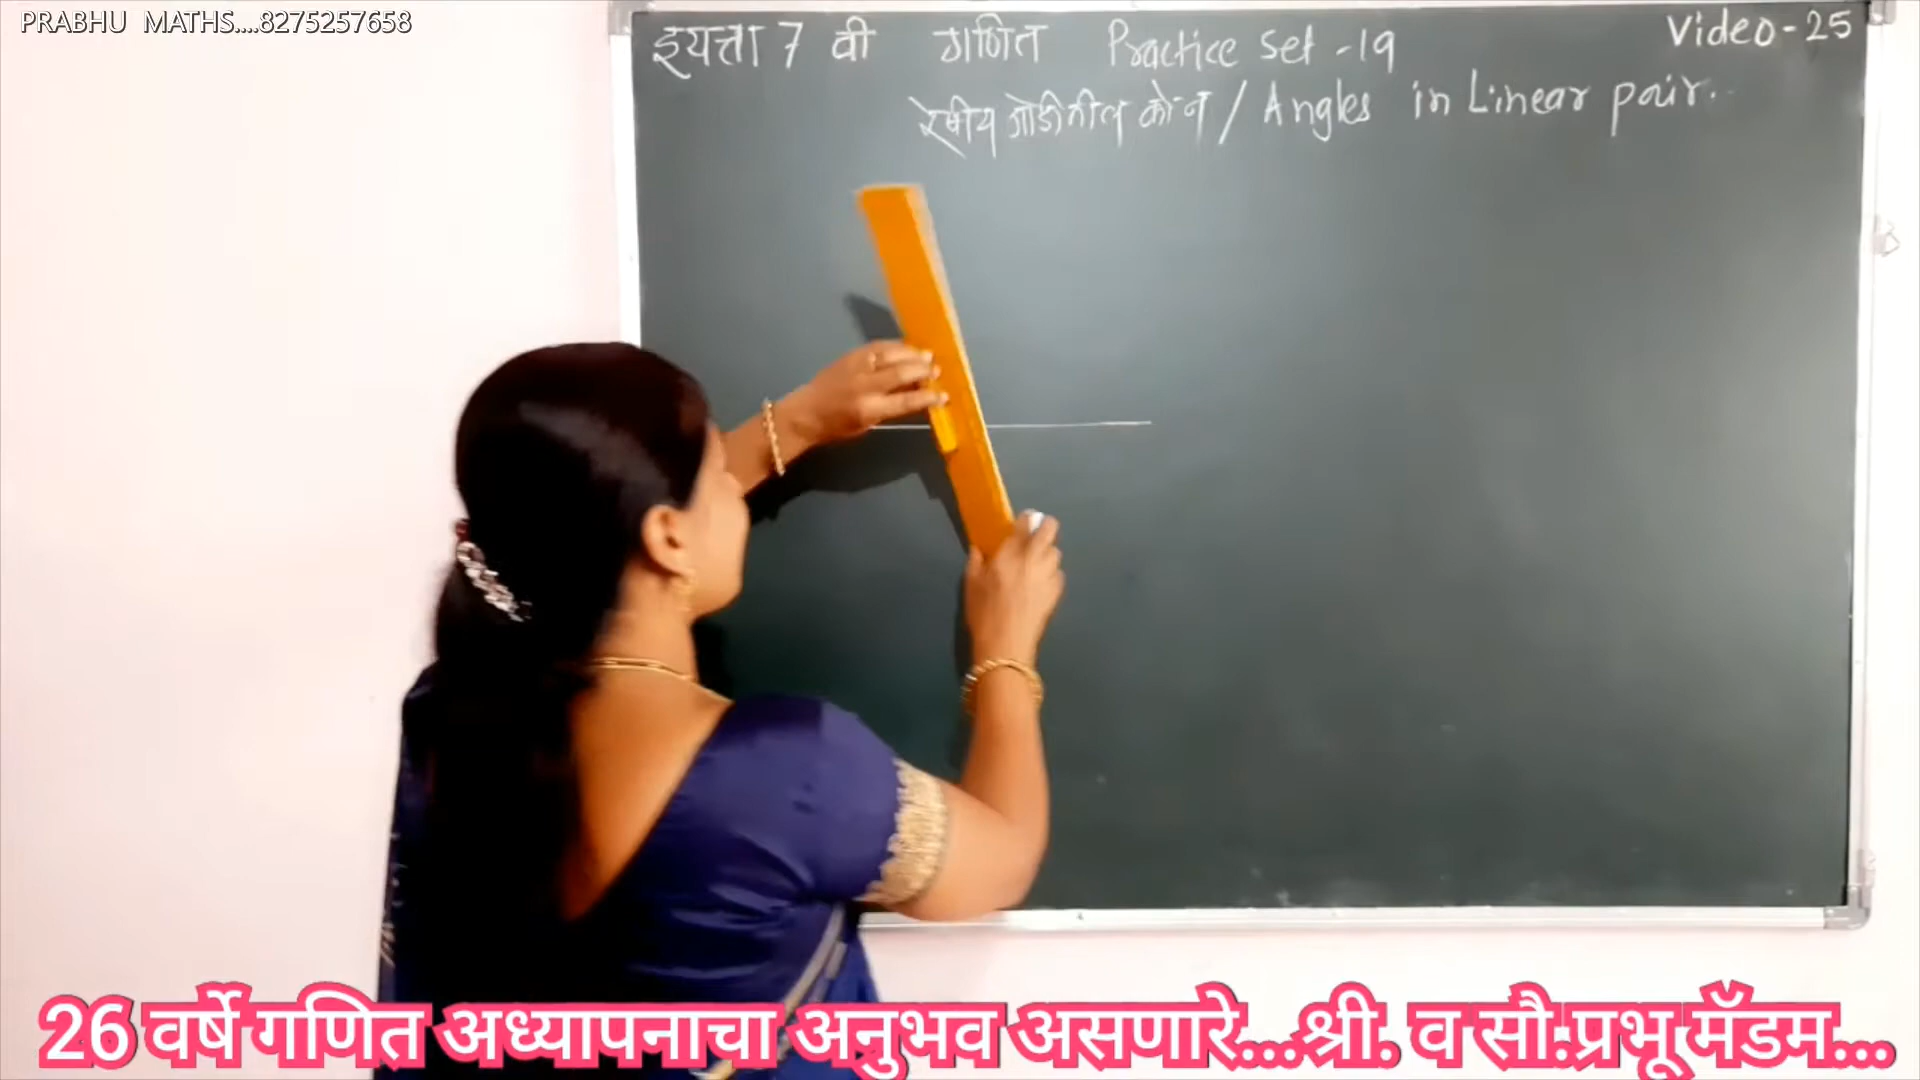 PRABHU MATHS....8275257658
इयत्ता 7 वी गणित Practice Set - 19
Video - 25
रेषीय जोडीतील कोन / Angles in Linear pair.
26 वर्षे गणित अध्यापनाचा अनुभव असणारे...श्री. व सौ.प्रभू मॅडम...